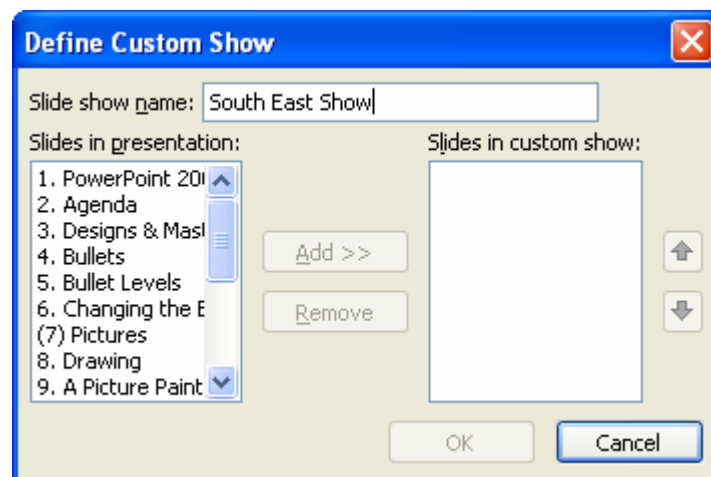 Define Custom Show
Slide show name: South East Show
Slides in presentation:
1. PowerPoint
2. Agenda
3. Designs &
4. Bullets
5. Bullet Levels
6. Changing the
(7) Pictures
8. Drawing
9. A Picture Paint
Add >>
Remove
Slides in custom show:
OK
Cancel